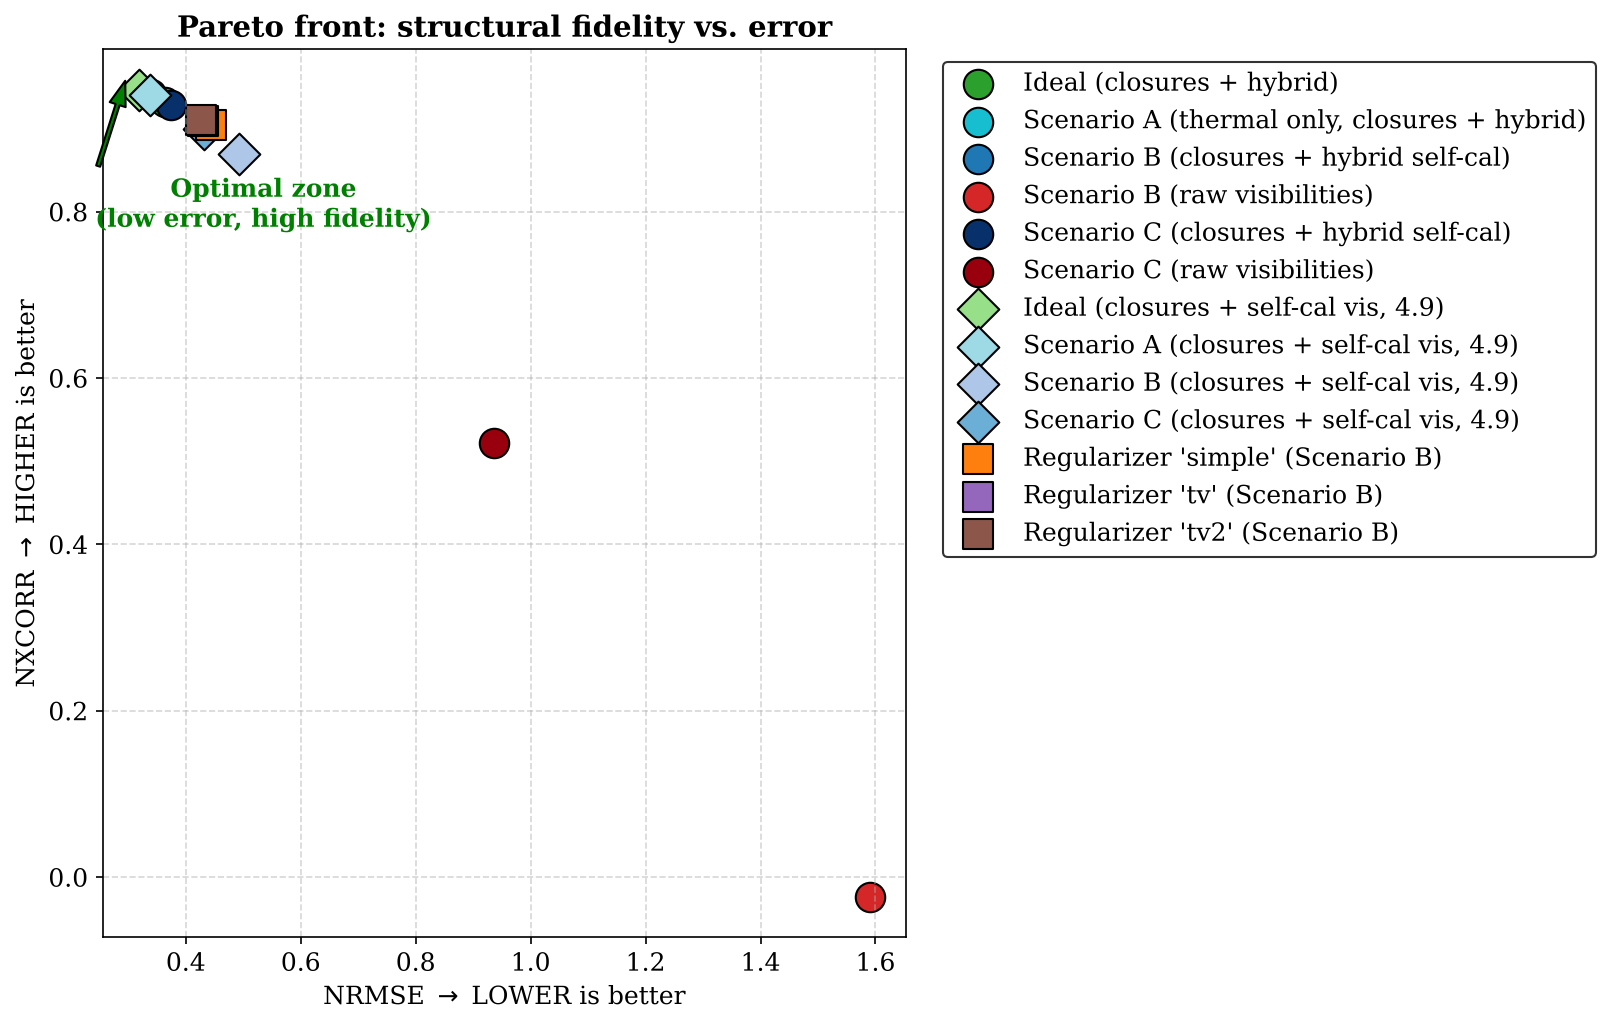 Pareto front: structural fidelity vs. error
Optimal zone
(low error, high fidelity)
NXCORR → HIGHER is better
0.8
0.6
0.4
0.2
0.0
0.4 0.6 0.8 1.0 1.2 1.4 1.6
NRMSE → LOWER is better
Ideal (closures + hybrid)
Scenario A (thermal only, closures + hybrid)
Scenario B (closures + hybrid self-cal)
Scenario B (raw visibilities)
Scenario C (closures + hybrid self-cal)
Scenario C (raw visibilities)
Ideal (closures + self-cal vis, 4.9)
Scenario A (closures + self-cal vis, 4.9)
Scenario B (closures + self-cal vis, 4.9)
Scenario C (closures + self-cal vis, 4.9)
Regularizer 'simple' (Scenario B)
Regularizer 'tv' (Scenario B)
Regularizer 'tv2' (Scenario B)